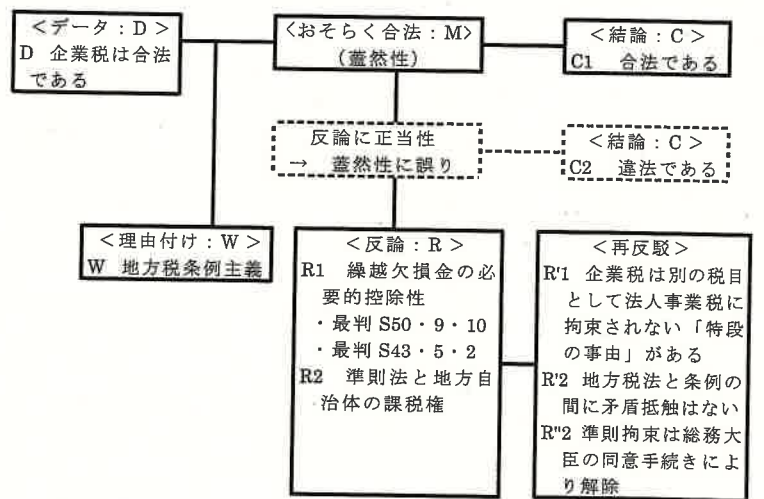 ＜データ：D＞
D 企業税は合法
である
＜おそらく合法：M＞
（蓋然性）
＜結論：C＞
C1 合法である
反論に正当性
→ 蓋然性に誤り
＜結論：C＞
C2 違法である
＜理由付け：W＞
W 地方税条例主義
＜反論：R＞
R1 繰越欠損金の必
要的控除性
・最判 S50・9・10
・最判 S43・5・2
R2 準則法と地方自
治体の課税権
＜再反駁＞
R'1 企業税は別の税目
として法人事業税に
拘束されない「特段
の事由」がある
R'2 地方税法と条例の
間に矛盾抵触はない
R"2 準則拘束は総務大
臣の同意手続きによ
り解除